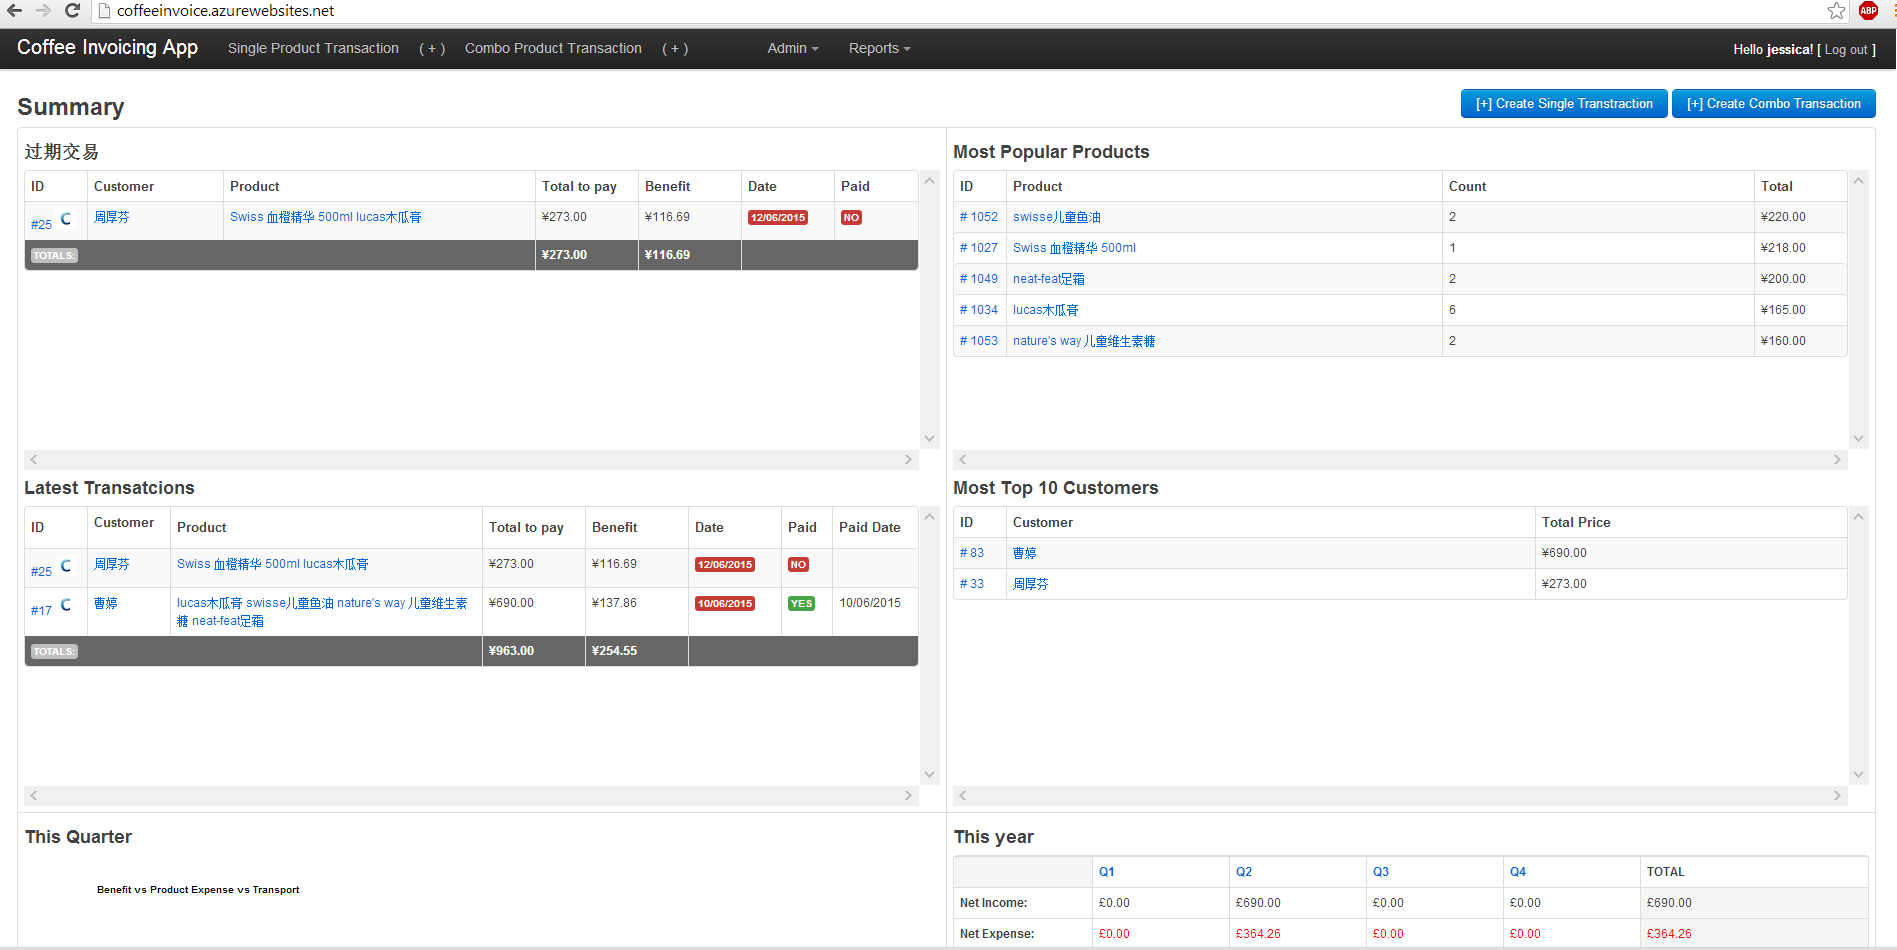 coffeeinvoice.azurewebsites.net
ABP
Coffee Invoicing App Single Product Transaction ( + ) Combo Product Transaction ( + ) Admin Reports Hello jessica! [ Log out ]
Summary
[+] Create Single Transtraction [+] Create Combo Transaction
过期交易
ID Customer Product Total to pay Benefit Date Paid
#25 C 周厚芬 Swiss 血橙精华 500ml lucas木瓜膏 ¥273.00 ¥116.69 12/06/2015 NO
TOTALS: ¥273.00 ¥116.69
Most Popular Products
ID Product Count Total
# 1052 swisse儿童鱼油 2 ¥220.00
# 1027 Swiss 血橙精华 500ml 1 ¥218.00
# 1049 neat-feat足霜 2 ¥200.00
# 1034 lucas木瓜膏 6 ¥165.00
# 1053 nature's way 儿童维生素糖 2 ¥160.00
Latest Transatcions
ID Customer Product Total to pay Benefit Date Paid Paid Date
#25 C 周厚芬 Swiss 血橙精华 500ml lucas木瓜膏 ¥273.00 ¥116.69 12/06/2015 NO
#17 C 曹婷 lucas木瓜膏 swisse儿童鱼油 nature's way 儿童维生素 ¥690.00 ¥137.86 10/06/2015 YES 10/06/2015
糖 neat-feat足霜
TOTALS: ¥963.00 ¥254.55
Most Top 10 Customers
ID Customer Total Price
# 83 曹婷 ¥690.00
# 33 周厚芬 ¥273.00
This Quarter
Benefit vs Product Expense vs Transport
This year
Q1 Q2 Q3 Q4 TOTAL
Net Income: £0.00 £690.00 £0.00 £0.00 £690.00
Net Expense: £0.00 £364.26 £0.00 £0.00 £364.26